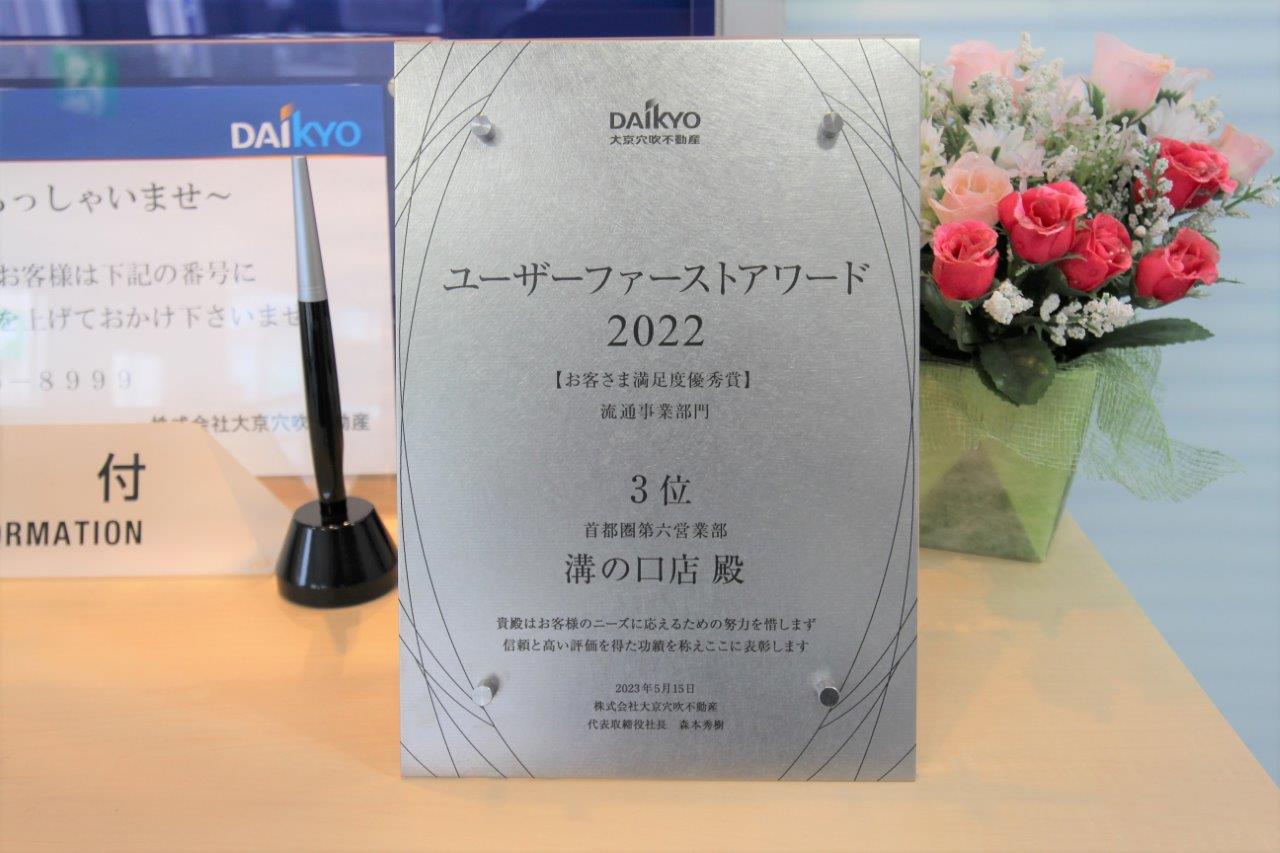 DAIKYO
っしゃいませ～
お客様は下記の番号に
を上げておかけ下さいませ
-8999
株式会社大京穴吹不動産
付
ORMATION
DAIKYO
大京穴吹不動産
ユーザーファーストアワード
2022
【お客さま満足度優秀賞】
流通事業部門
3位
首都圏第六営業部
溝の口店 殿
貴殿はお客様のニーズに応えるための努力を惜しまず
信頼と高い評価を得た功績を称えここに表彰します
2023年5月15日
株式会社大京穴吹不動産
代表取締役社長 森本秀樹